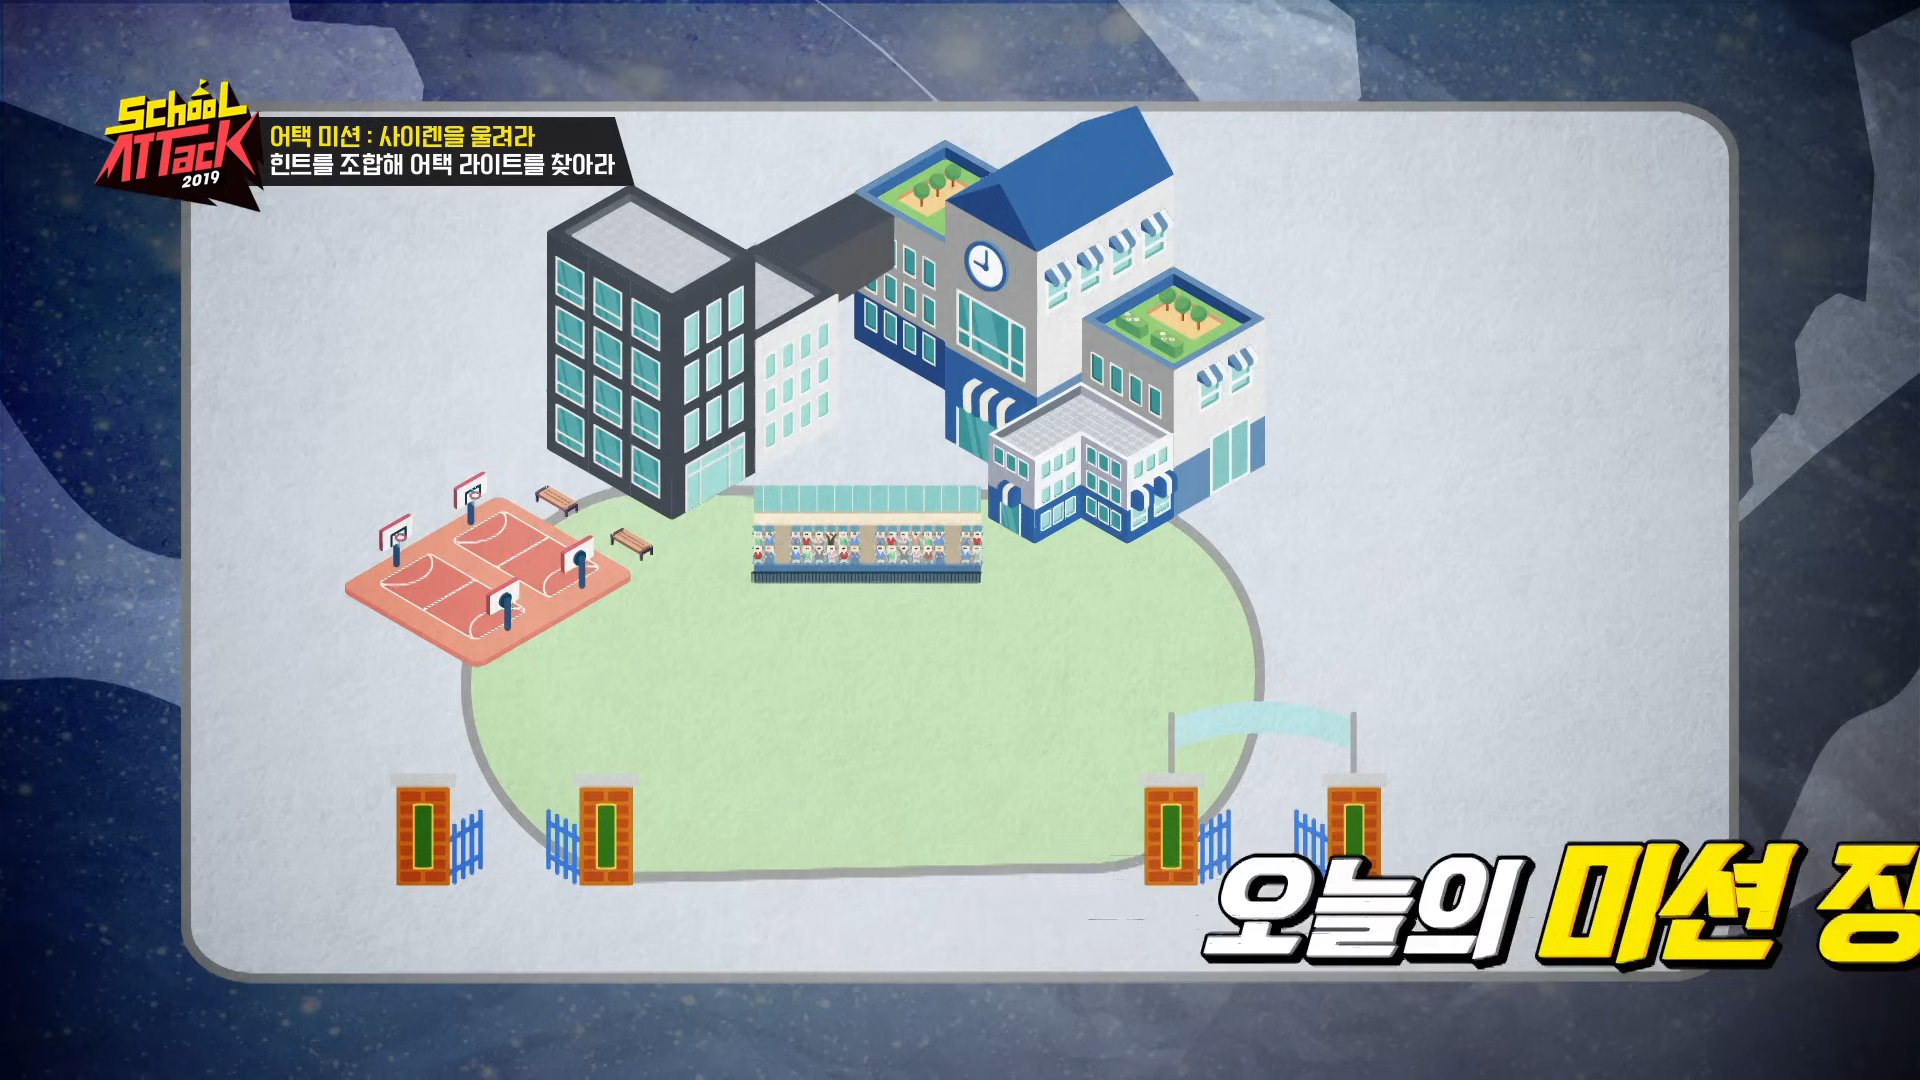 School
ATTacK
2019
어택 미션 : 사이렌을 울려라
힌트를 조합해 어택 라이트를 찾아라
오늘의 미션 장